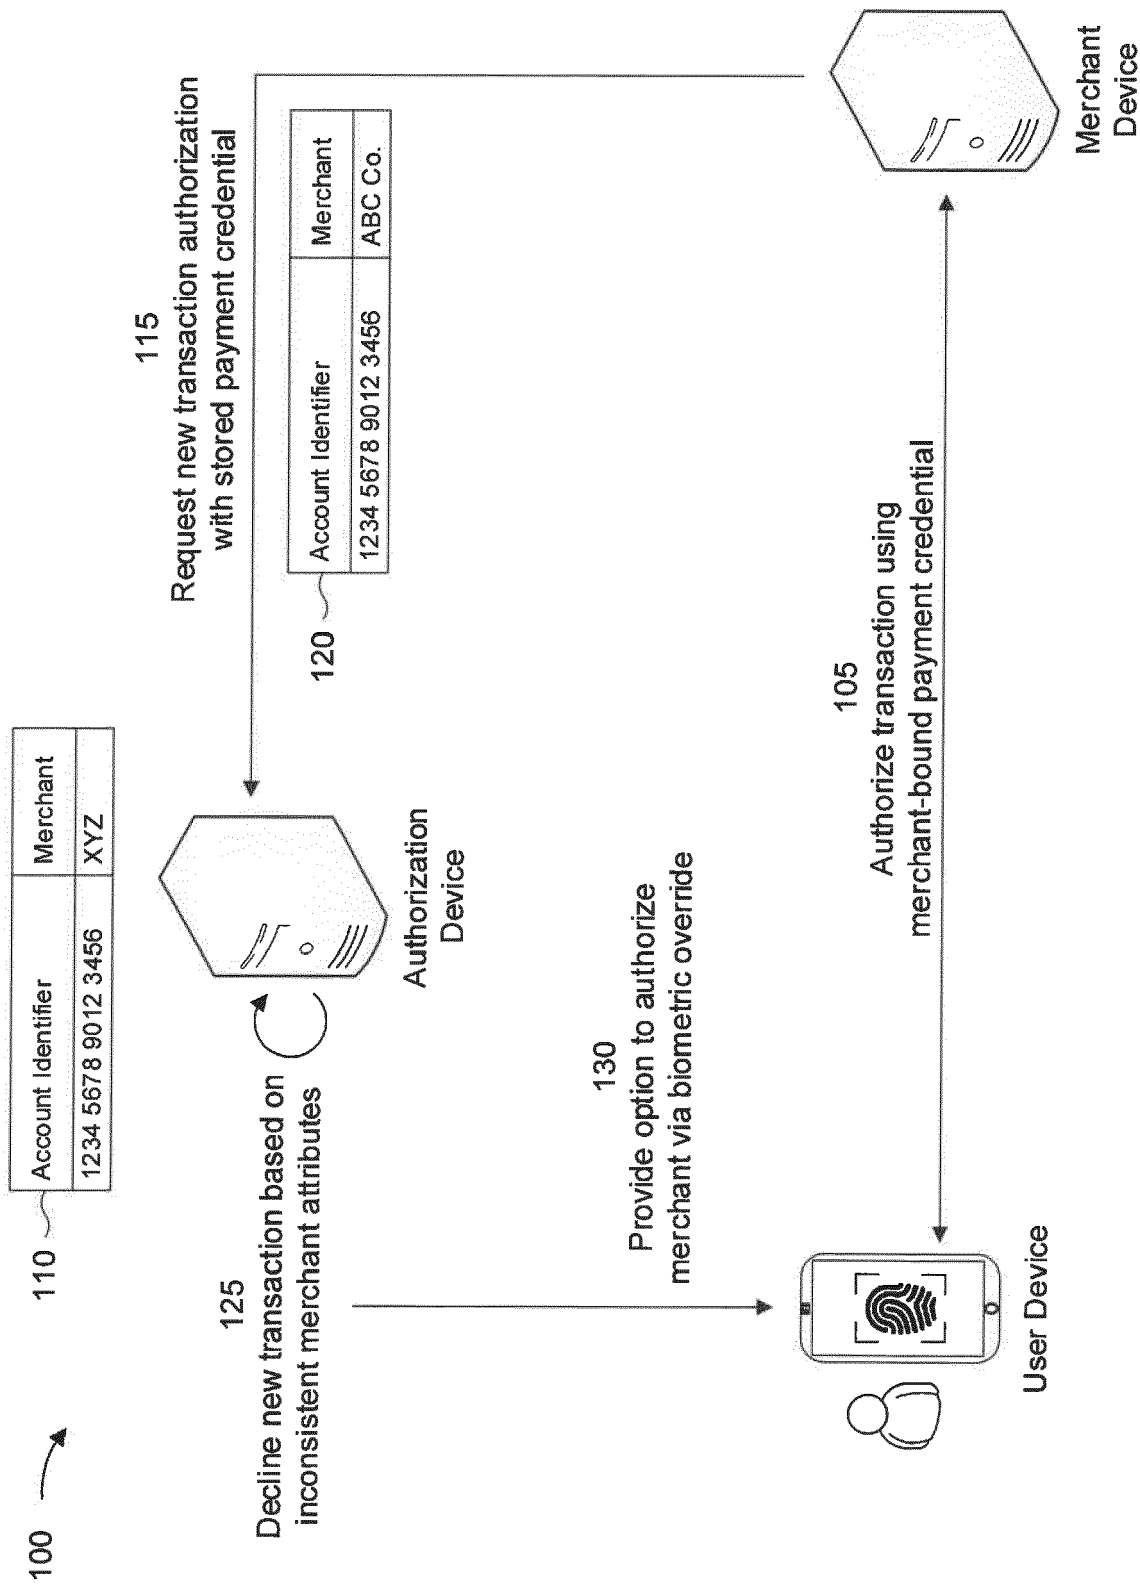 100
110
Account Identifier
Merchant
1234 5678 9012 3456
XYZ
125
Decline new transaction based on
inconsistent merchant attributes
Authorization
Device
115
Request new transaction authorization
with stored payment credential
120
Account Identifier
Merchant
1234 5678 9012 3456
ABC Co.
130
Provide option to authorize
merchant via biometric override
105
Authorize transaction using
merchant-bound payment credential
User Device
Merchant
Device